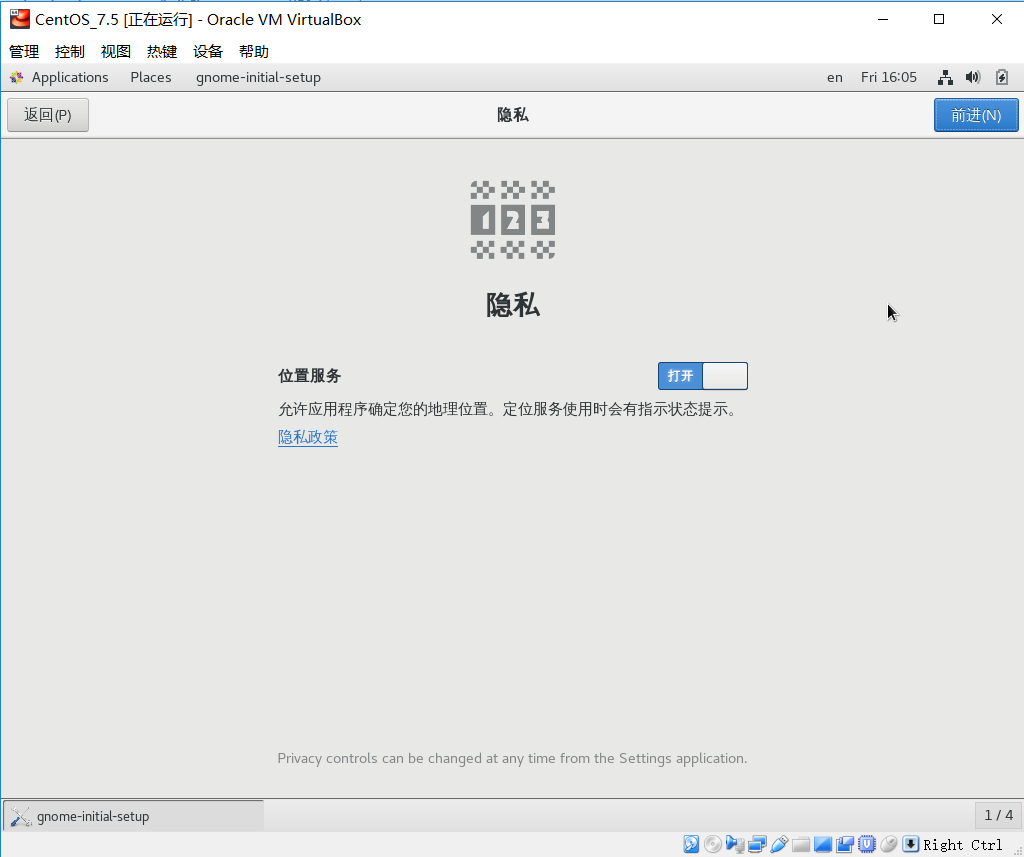 CentOS_7.5 [正在运行] - Oracle VM VirtualBox
管理 控制 视图 热键 设备 帮助
Applications Places gnome-initial-setup en Fri 16:05
返回(P) 隐私 前进(N)
1 2 3
隐私
位置服务 打开
允许应用程序确定您的地理位置。定位服务使用时会有指示状态提示。
隐私政策
Privacy controls can be changed at any time from the Settings application.
gnome-initial-setup 1 / 4
Right Ctrl